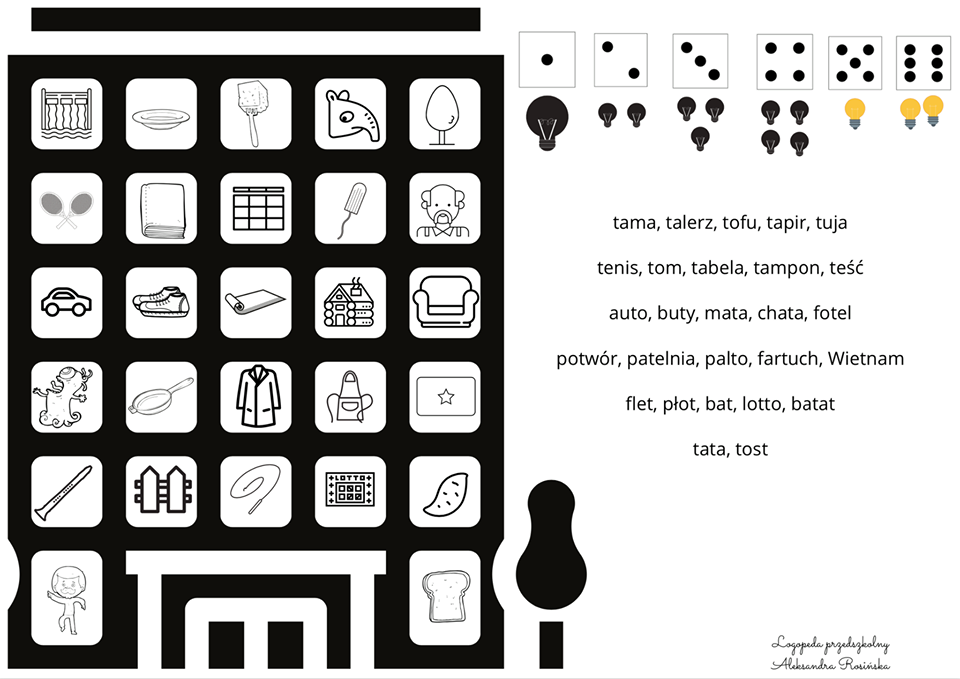 tama, talerz, tofu, tapir, tuja
tenis, tom, tabela, tampon, teść
auto, buty, mata, chata, fotel
potwór, patelnia, palto, fartuch, Wietnam
flet, płot, bat, lotto, batat
tata, tost
LOTTO
Logopeda przedszkolny
Aleksandra Rosińska